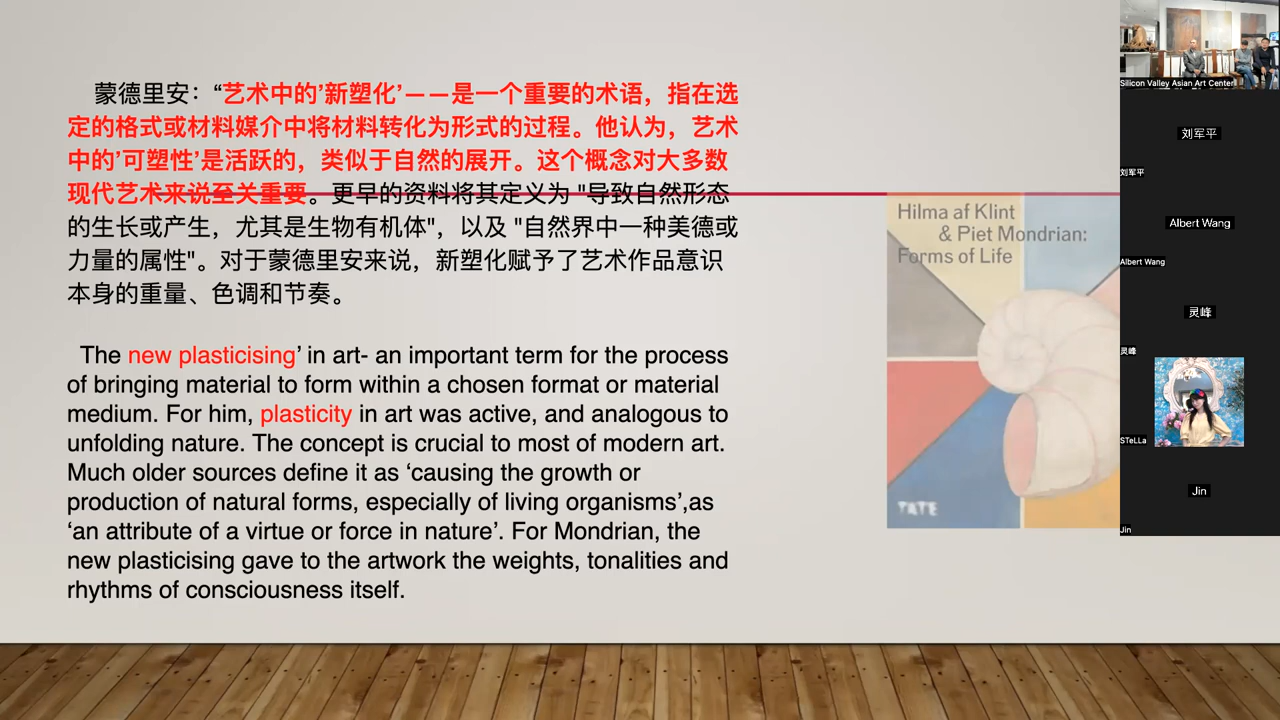 蒙德里安：“艺术中的’新塑化’——是一个重要的术语，指在选
定的格式或材料媒介中将材料转化为形式的过程。他认为，艺术
中的’可塑性’是活跃的，类似于自然的展开。这个概念对大多数
现代艺术来说至关重要。更早的资料将其定义为 "导致自然形态
的生长或产生，尤其是生物有机体"，以及 "自然界中一种美德或
力量的属性"。对于蒙德里安来说，新塑化赋予了艺术作品意识
本身的重量、色调和节奏。
The new plasticising’ in art- an important term for the process
of bringing material to form within a chosen format or material
medium. For him, plasticity in art was active, and analogous to
unfolding nature. The concept is crucial to most of modern art.
Much older sources define it as ‘causing the growth or
production of natural forms, especially of living organisms’,as
‘an attribute of a virtue or force in nature’. For Mondrian, the
new plasticising gave to the artwork the weights, tonalities and
rhythms of consciousness itself.
Hilma af Klint
& Piet Mondrian:
Forms of Life
TATE
Silicon Valley Asian Art Center
刘军平
刘军平
Albert Wang
Albert Wang
灵峰
灵峰
STeLLa
Jin
Jin